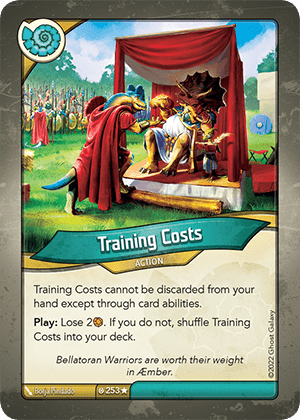 Training Costs
ACTION
Training Costs cannot be discarded from your
hand except through card abilities.
Play: Lose 2. If you do not, shuffle Training
Costs into your deck.
Bellatoran Warriors are worth their weight
in Æmber.
253★
©2022 Ghost Galaxy